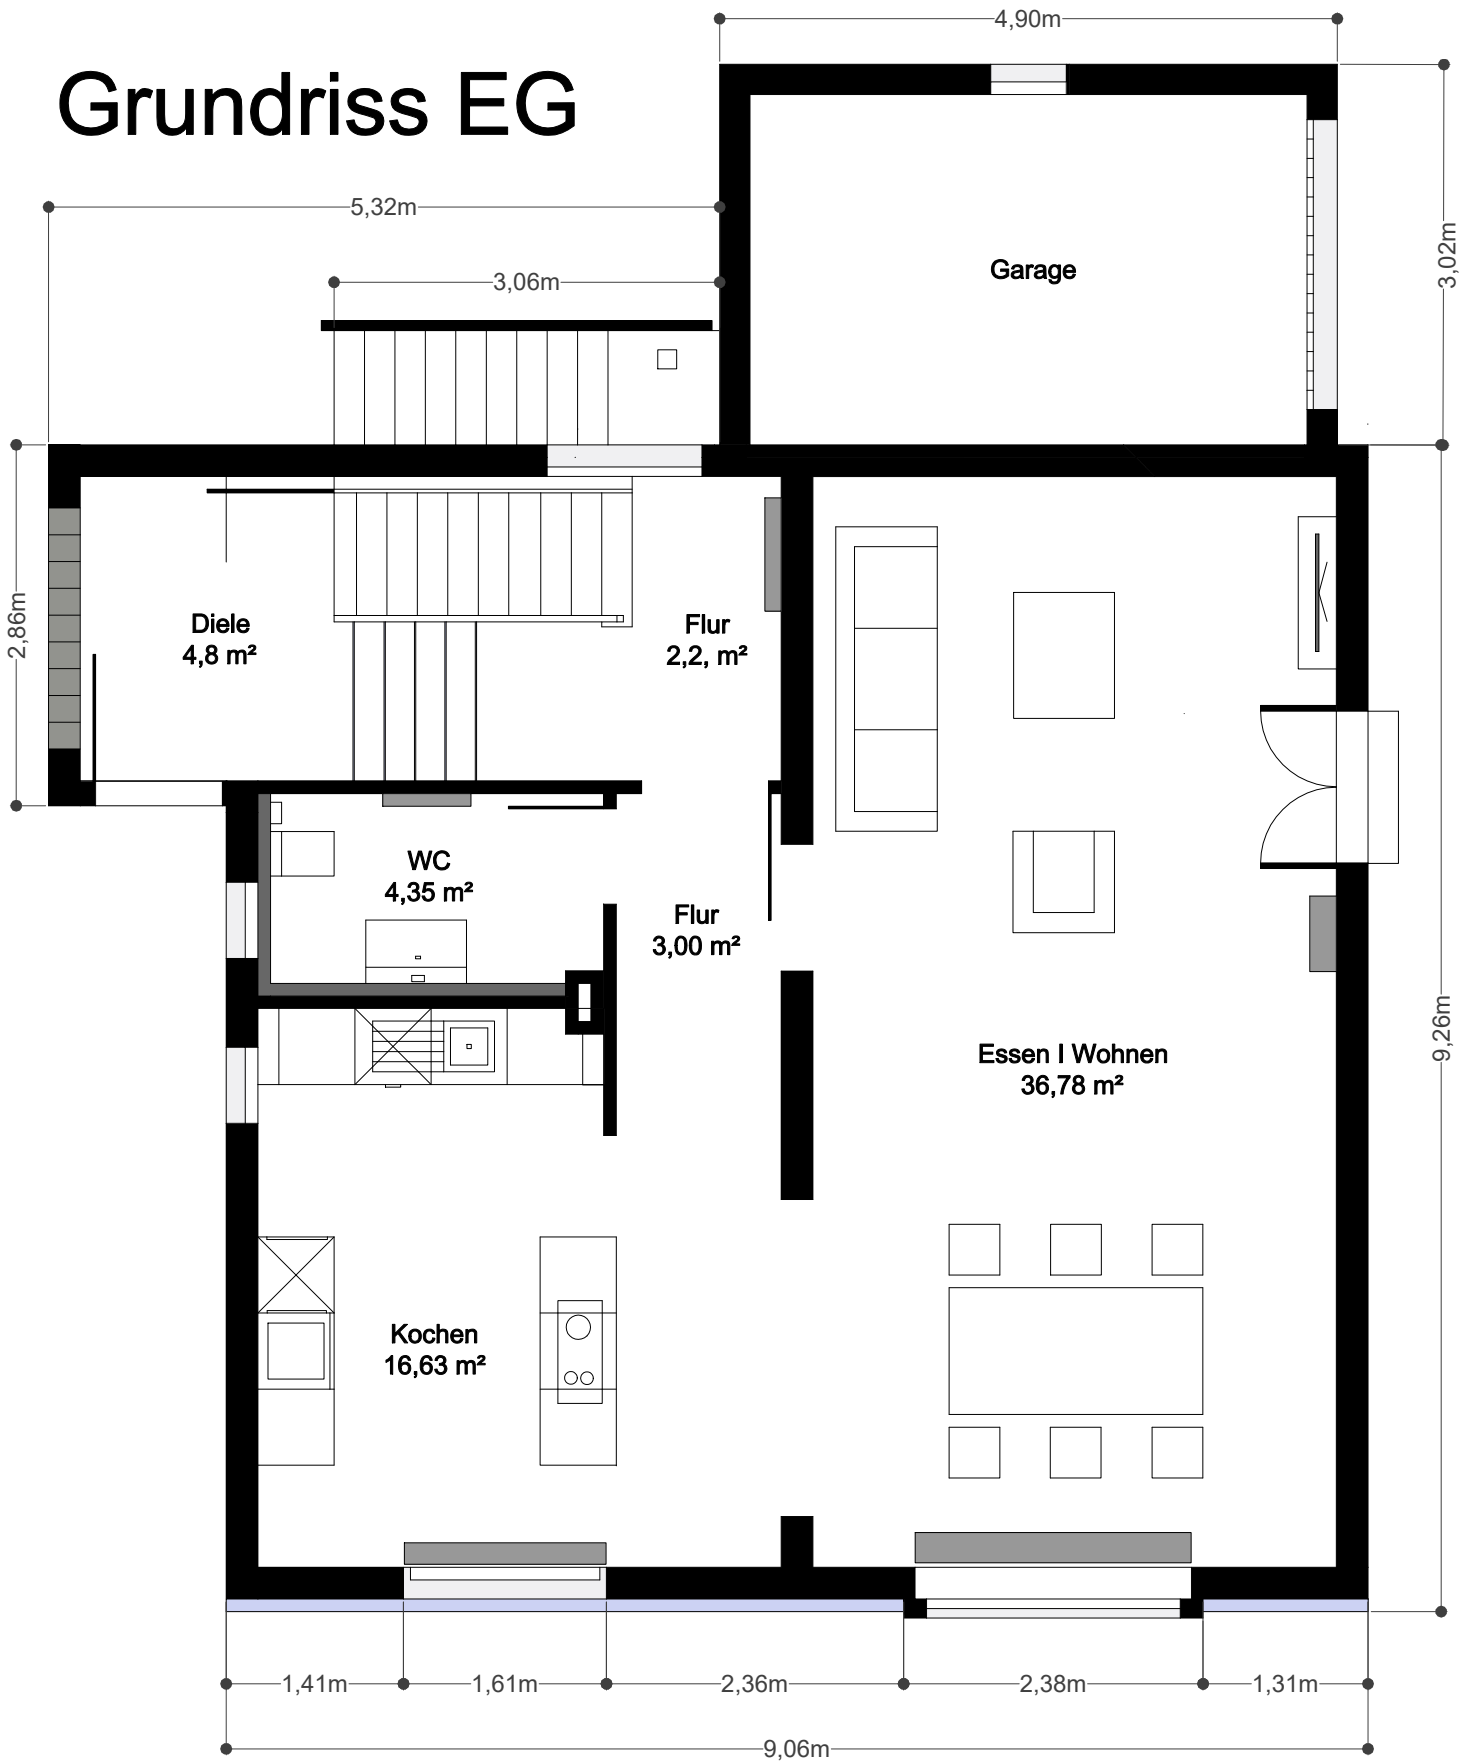 4,90m
Grundriss EG
5,32m
3,06m
3,02m
Garage
2,86m
Diele
4,8 m²
Flur
2,2, m²
WC
4,35 m²
Flur
3,00 m²
Essen I Wohnen
36,78 m²
9,26m
Kochen
16,63 m²
1,41m
1,61m
2,36m
2,38m
1,31m
9,06m